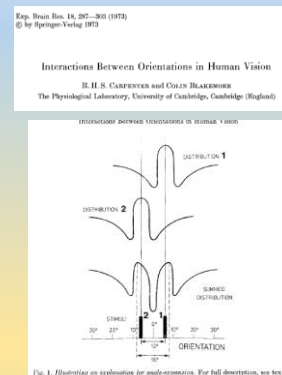 Exp. Brain Res. 18, 287—303 (1973)
© by Springer-Verlag 1973
Interactions Between Orientations in Human Vision
R. H. S. CARPENTER and COLIN BLAKEMORE
The Physiological Laboratory, University of Cambridge, Cambridge (England)
Interactions Between Orientations in Human Vision
DISTRIBUTION 1
DISTRIBUTION 2
SUMMED
DISTRIBUTION
STIMULI 2 1
30° 20° 10° 0° 10° 20° 30°
12°
ORIENTATION
16°
Fig. 1. Illustrating an explanation for angle-expansion. For full description, see text